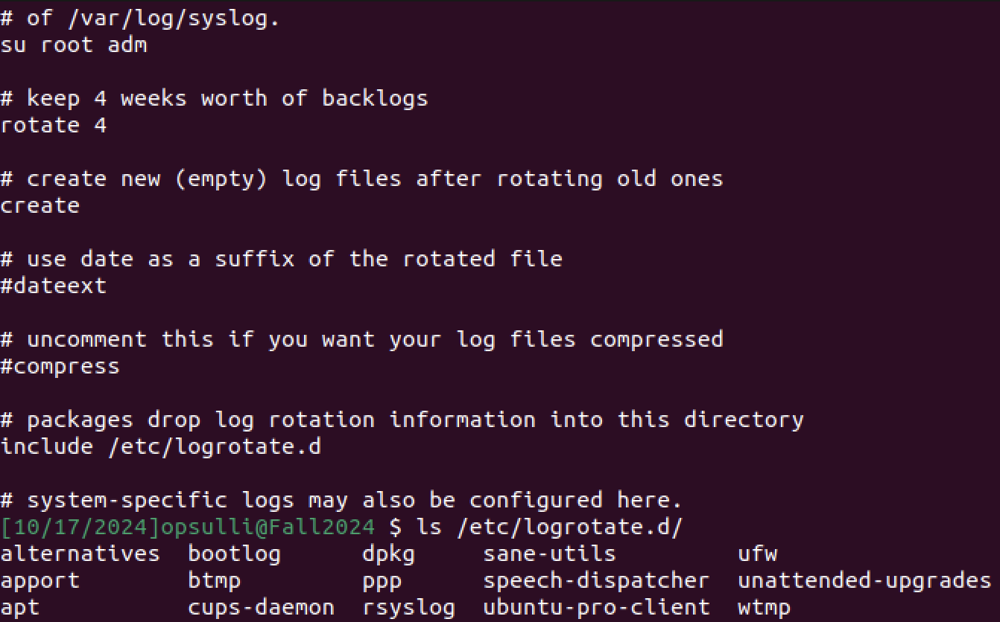 # of /var/log/syslog.
su root adm
# keep 4 weeks worth of backlogs
rotate 4
# create new (empty) log files after rotating old ones
create
# use date as a suffix of the rotated file
#dateext
# uncomment this if you want your log files compressed
#compress
# packages drop log rotation information into this directory
include /etc/logrotate.d
# system-specific logs may also be configured here.
[10/17/2024]opsulli@Fall2024 $ ls /etc/logrotate.d/
alternatives  bootlog      dpkg     sane-utils         ufw
apport        btmp         ppp      speech-dispatcher  unattended-upgrades
apt           cups-daemon  rsyslog  ubuntu-pro-client  wtmp